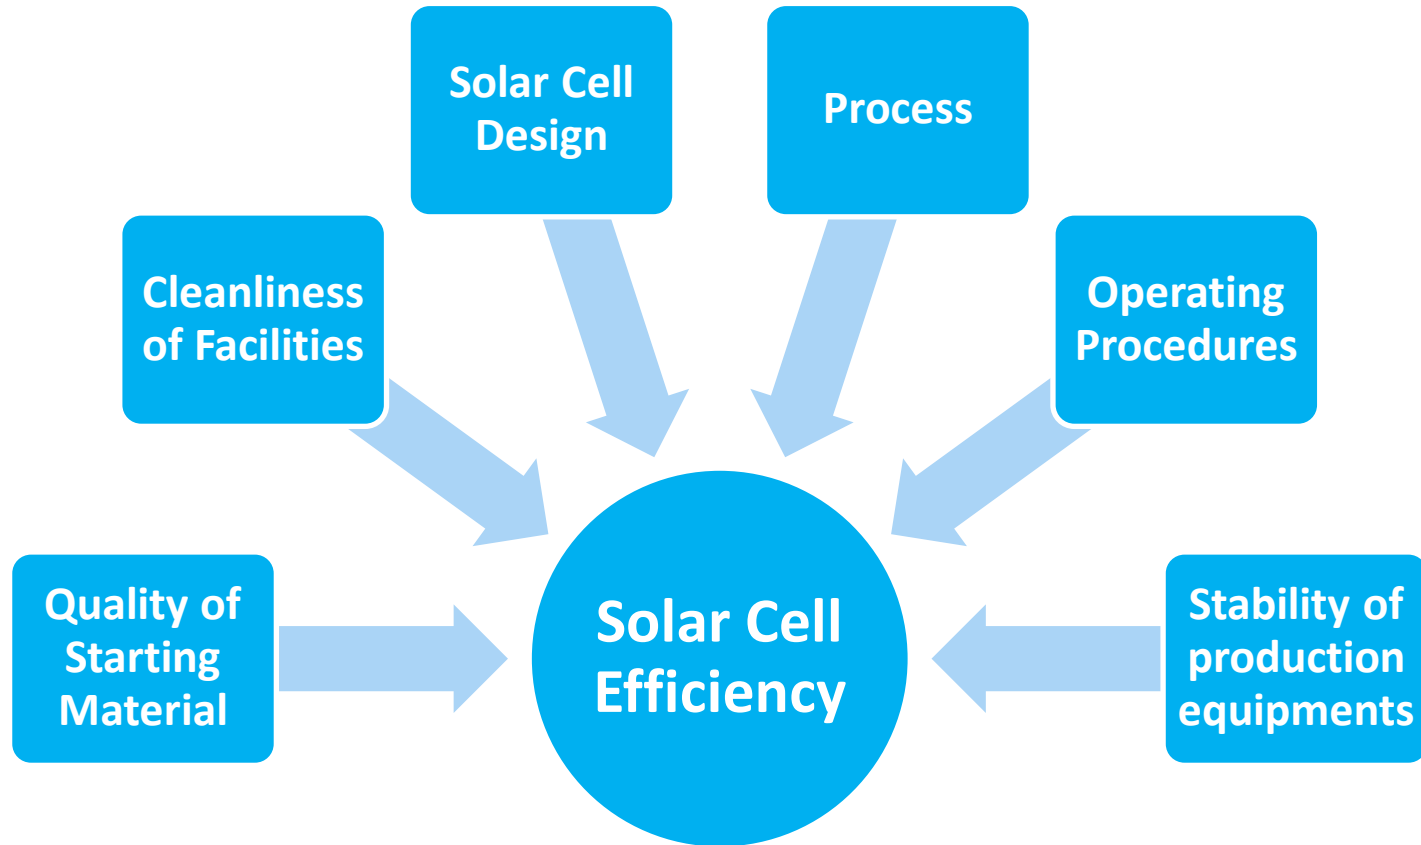 Solar Cell
Design
Process
Cleanliness
of Facilities
Operating
Procedures
Quality of
Starting
Material
Solar Cell
Efficiency
Stability of
production
equipments